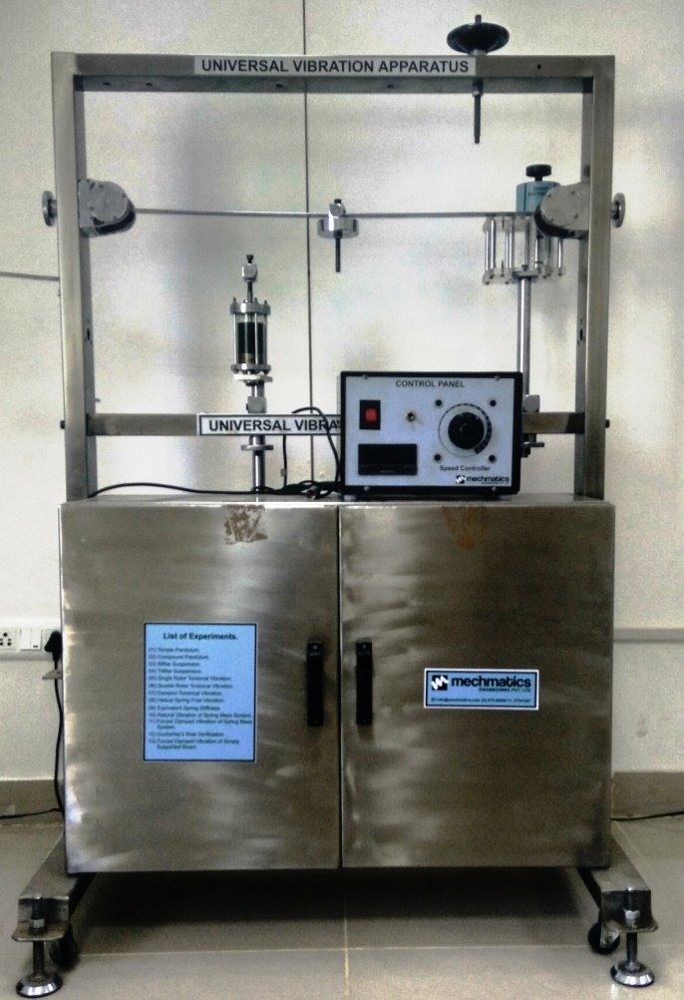 UNIVERSAL VIBRATION APPARATUS
CONTROL PANEL
UNIVERSAL VIBRA
Speed Controller
mechmatics
List of Experiments.
01) Simple Pendulum.
02) Compound Pendulum.
03) Bifilar Suspension.
04) Trifilar Suspension.
05) Single Rotor Torsional Vibration.
06) Double Rotor Torsional Vibration.
07) Damped Torsional Vibration.
08) Helical Spring Free Vibration.
09) Equivalent Spring Stiffness.
10) Natural Vibration of Spring Mass System.
11) Forced Damped Vibration of Spring Mass
System.
12) Dunkerley's Rule Verification.
13) Forced Damped Vibration of Simply
Supported Beam.
mechmatics
ENGINEERING PVT. LTD.